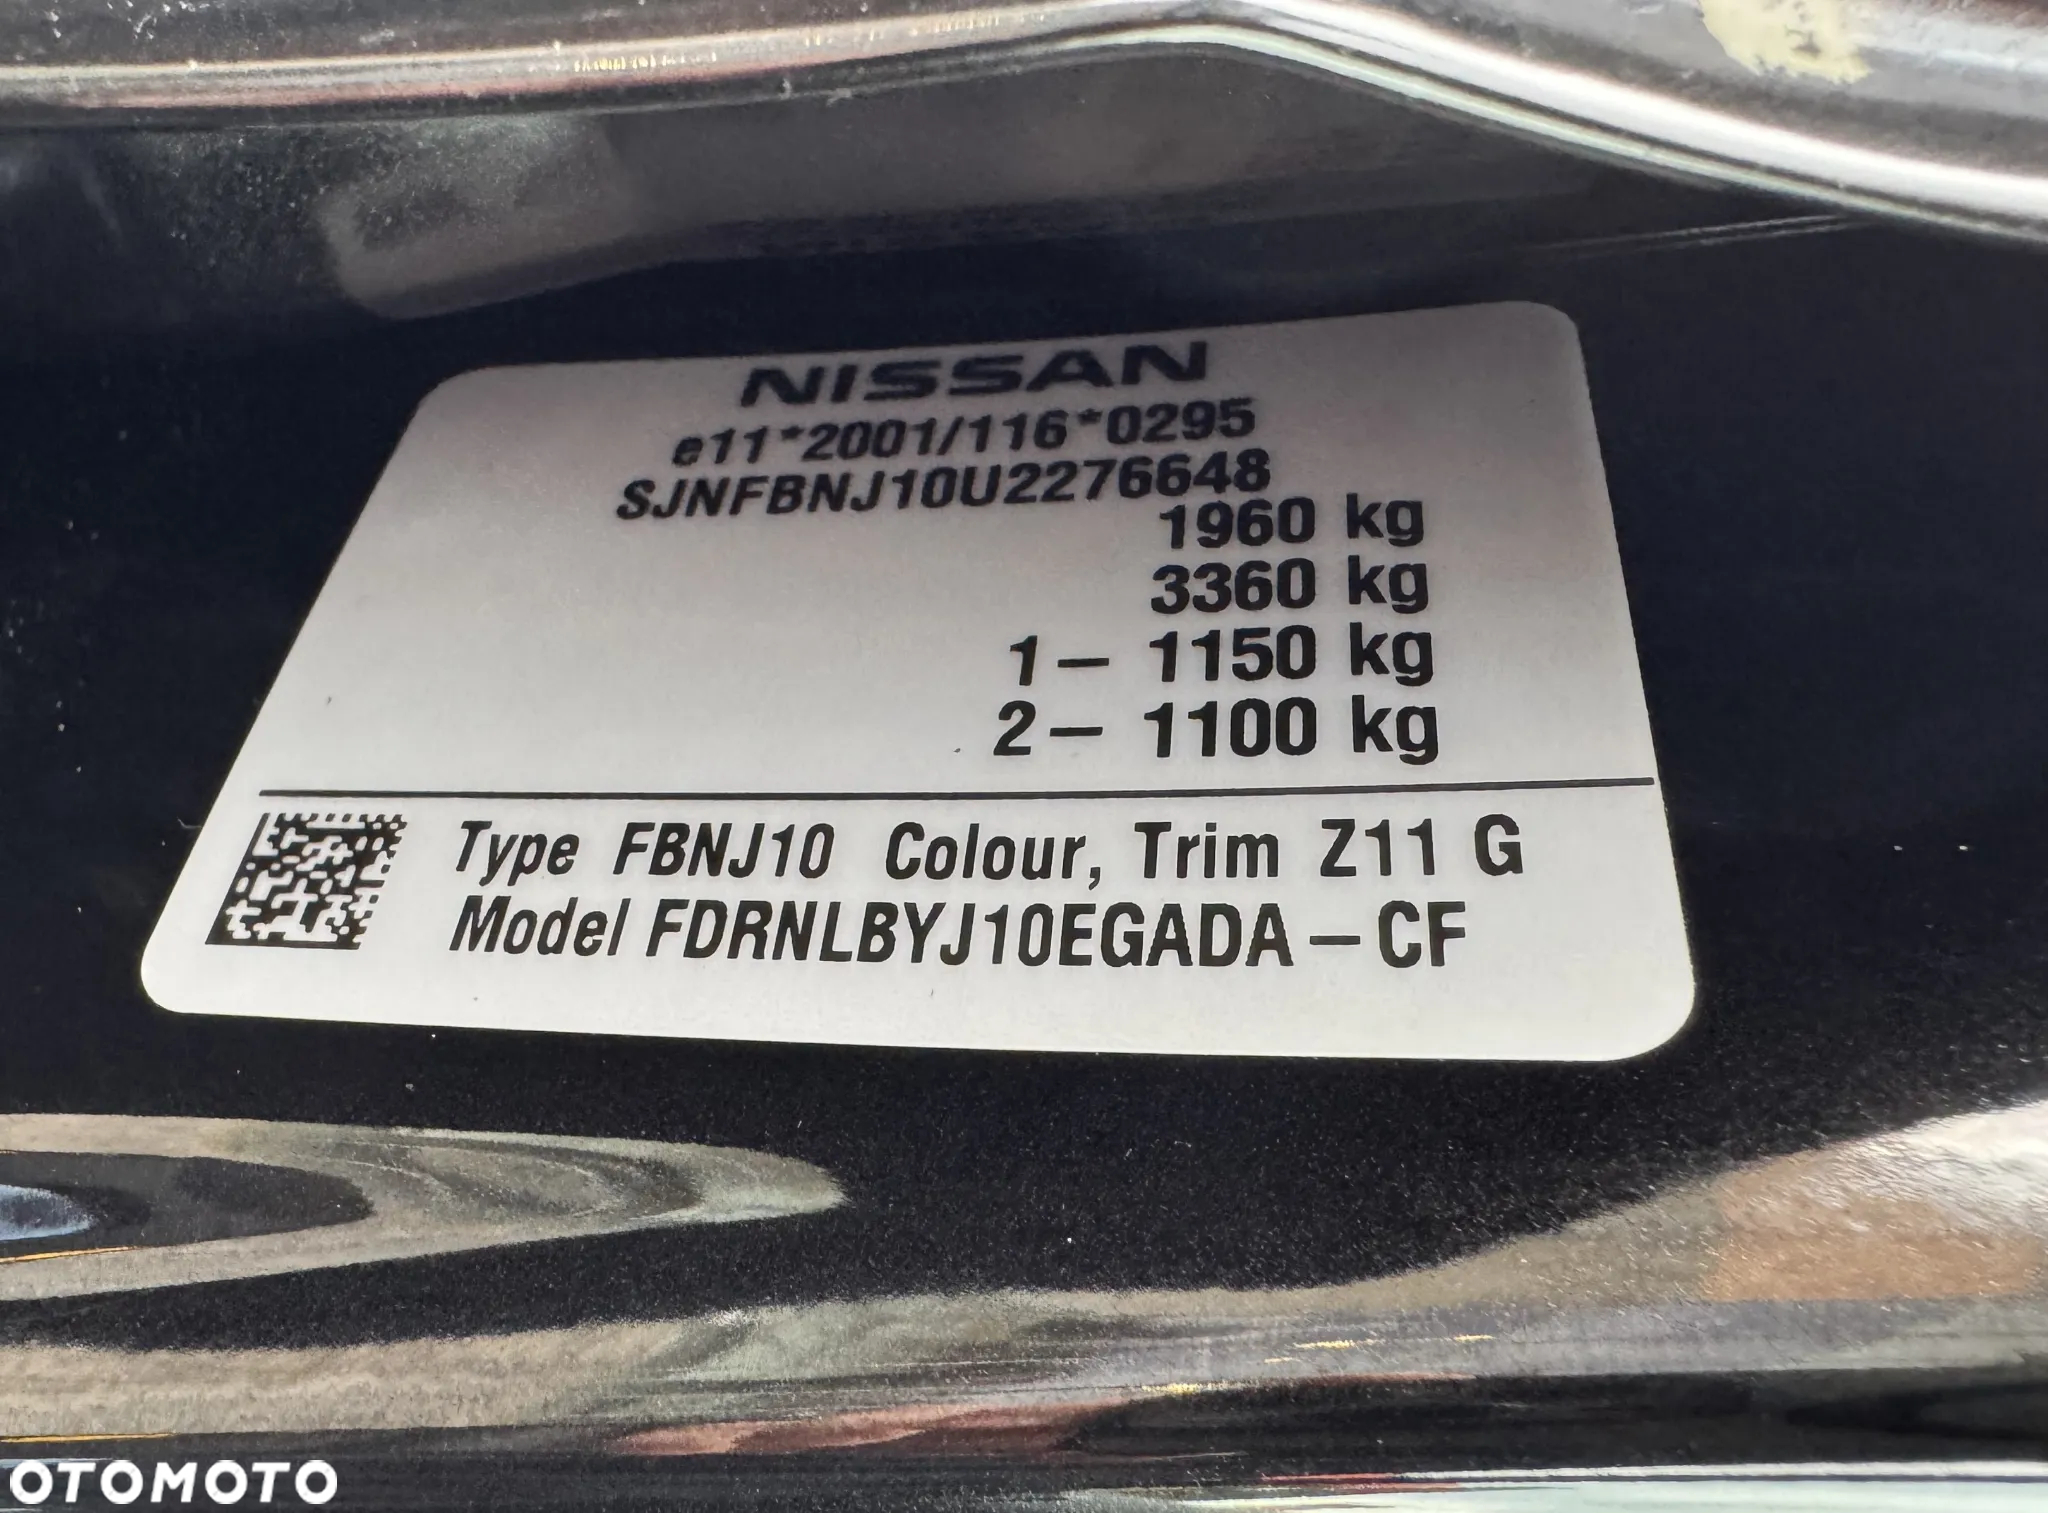 NISSAN
e11*2001/116*0295
SJNFBNJ10U2276648
1960 kg
3360 kg
1– 1150 kg
2– 1100 kg
Type FBNJ10 Colour, Trim Z11 G
Model FDRNLBYJ10EGADA–CF
OTOMOTO